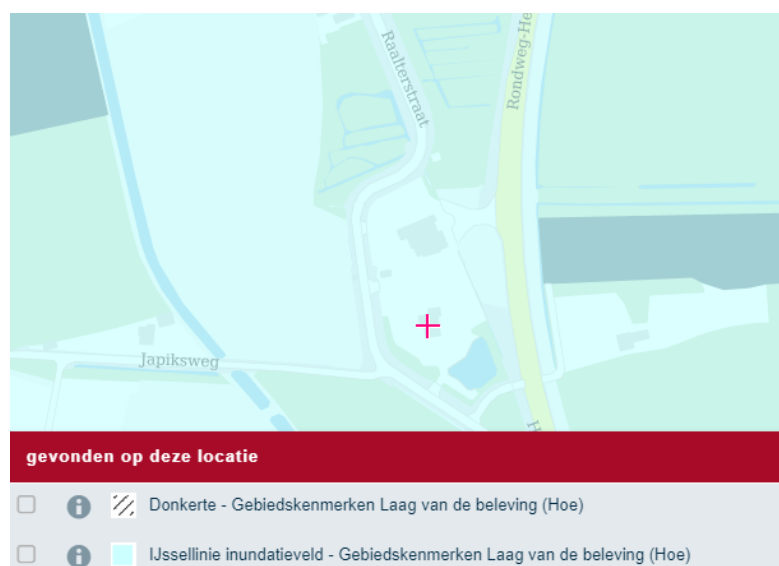 Raalterstraat
Rondweg-He
Japiksweg
H
gevonden op deze locatie
Donkerte - Gebiedskenmerken Laag van de beleving (Hoe)
IJssellinie inundatieveld - Gebiedskenmerken Laag van de beleving (Hoe)